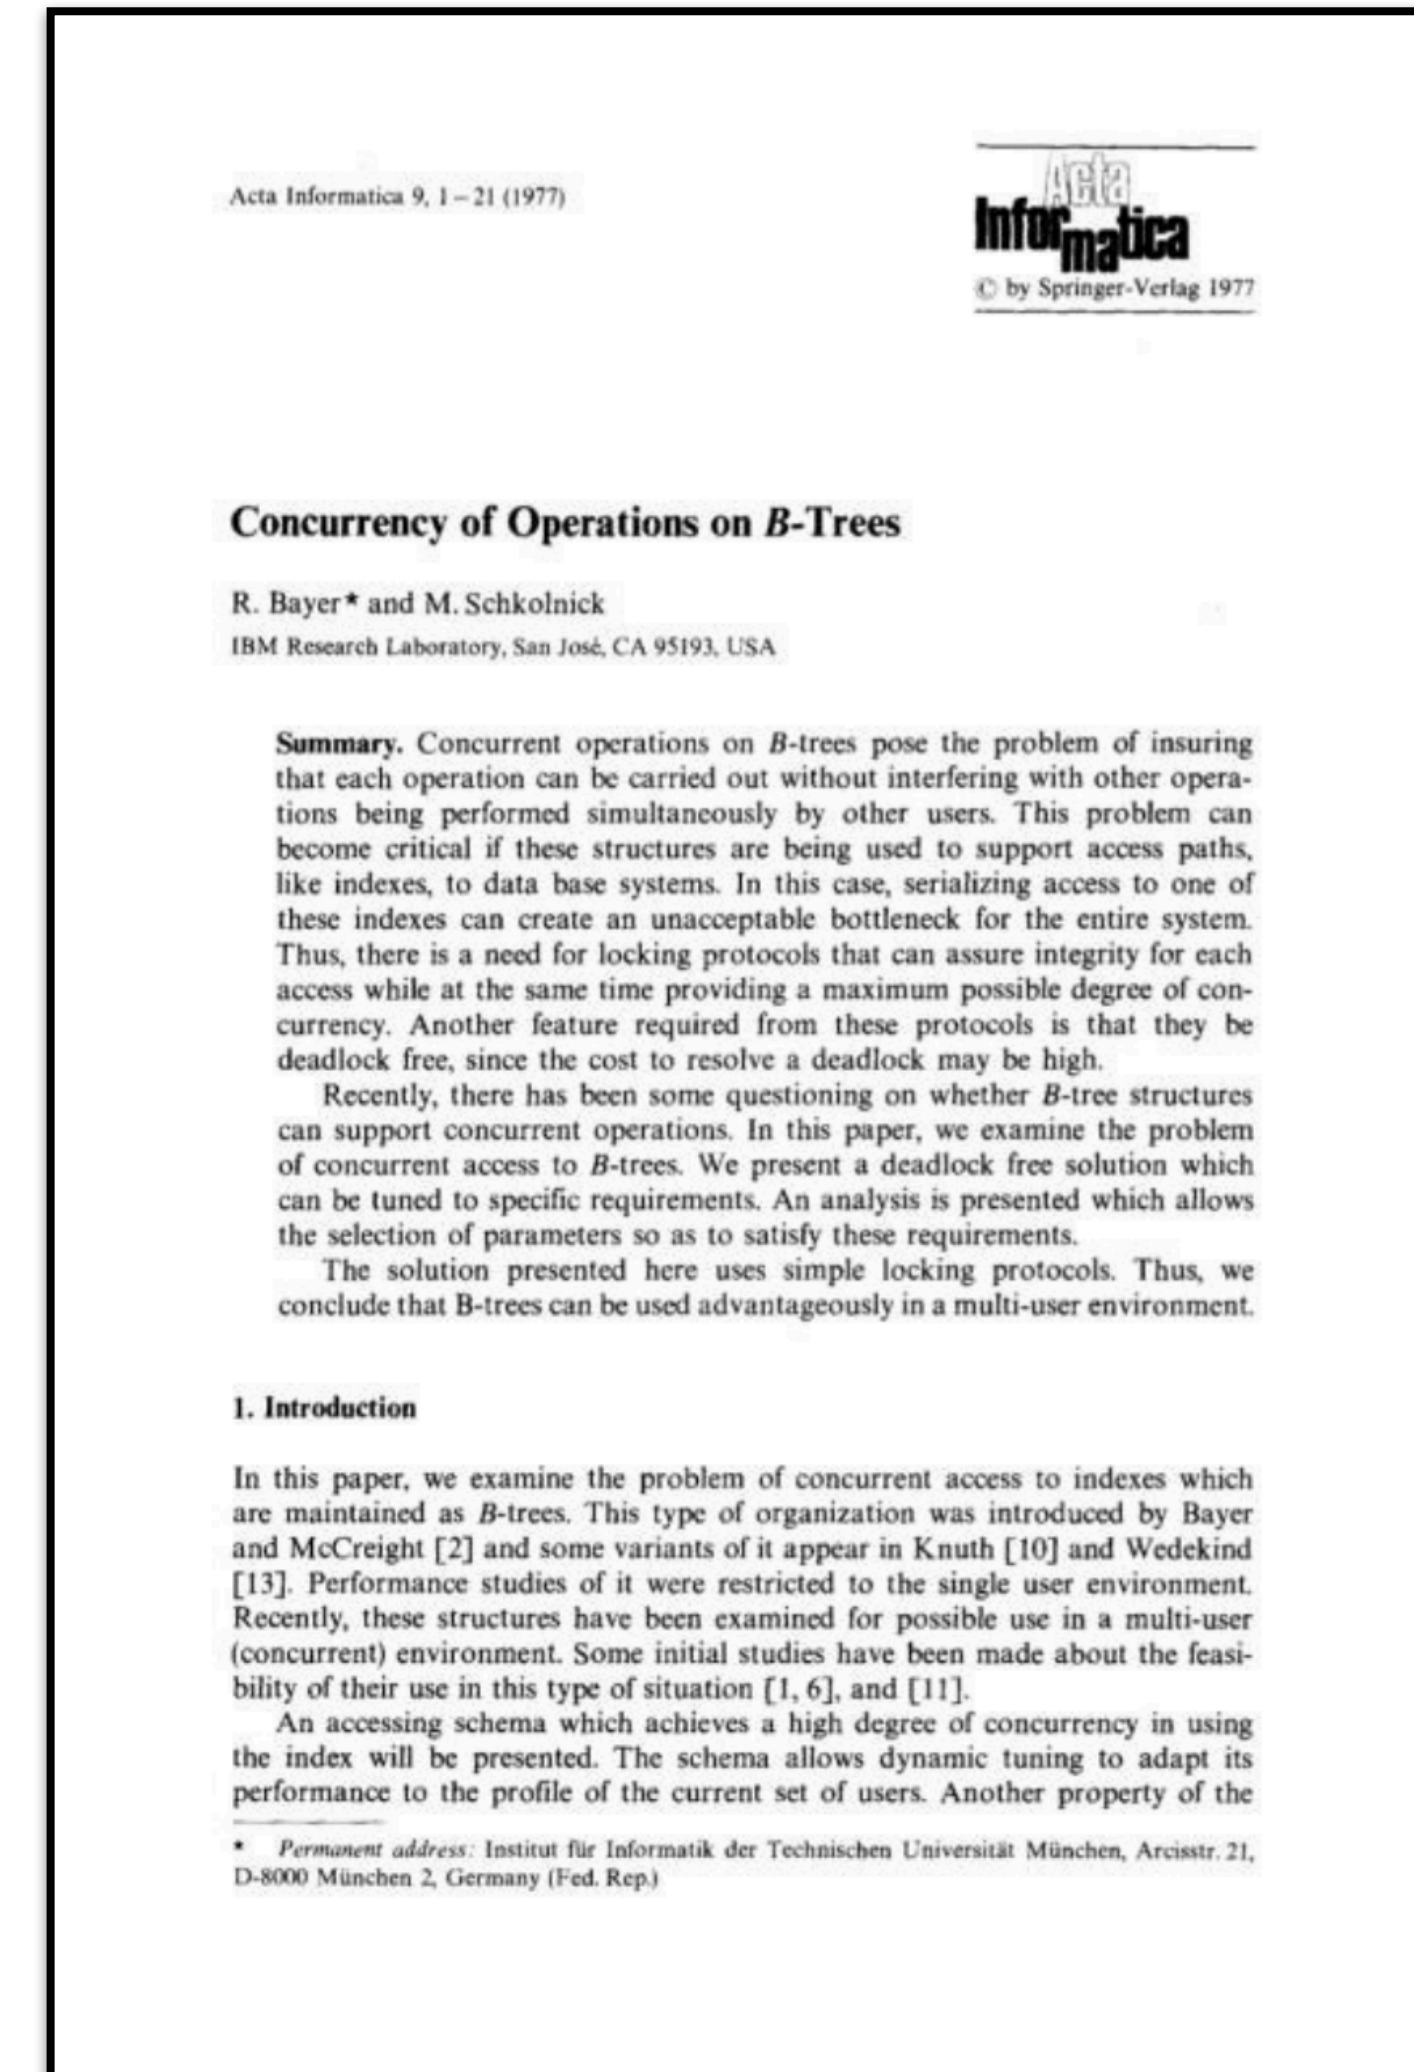 Acta Informatica 9, 1–21 (1977)
Acta
Informatica
© by Springer-Verlag 1977
Concurrency of Operations on B-Trees
R. Bayer* and M. Schkolnick
IBM Research Laboratory, San José, CA 95193, USA
Summary. Concurrent operations on B-trees pose the problem of insuring
that each operation can be carried out without interfering with other opera-
tions being performed simultaneously by other users. This problem can
become critical if these structures are being used to support access paths,
like indexes, to data base systems. In this case, serializing access to one of
these indexes can create an unacceptable bottleneck for the entire system.
Thus, there is a need for locking protocols that can assure integrity for each
access while at the same time providing a maximum possible degree of con-
currency. Another feature required from these protocols is that they be
deadlock free, since the cost to resolve a deadlock may be high.
Recently, there has been some questioning on whether B-tree structures
can support concurrent operations. In this paper, we examine the problem
of concurrent access to B-trees. We present a deadlock free solution which
can be tuned to specific requirements. An analysis is presented which allows
the selection of parameters so as to satisfy these requirements.
The solution presented here uses simple locking protocols. Thus, we
conclude that B-trees can be used advantageously in a multi-user environment.
1. Introduction
In this paper, we examine the problem of concurrent access to indexes which
are maintained as B-trees. This type of organization was introduced by Bayer
and McCreight [2] and some variants of it appear in Knuth [10] and Wedekind
[13]. Performance studies of it were restricted to the single user environment.
Recently, these structures have been examined for possible use in a multi-user
(concurrent) environment. Some initial studies have been made about the feasi-
bility of their use in this type of situation [1, 6], and [11].
An accessing schema which achieves a high degree of concurrency in using
the index will be presented. The schema allows dynamic tuning to adapt its
performance to the profile of the current set of users. Another property of the
* Permanent address: Institut für Informatik der Technischen Universität München, Arcisstr. 21,
D-8000 München 2, Germany (Fed. Rep.)